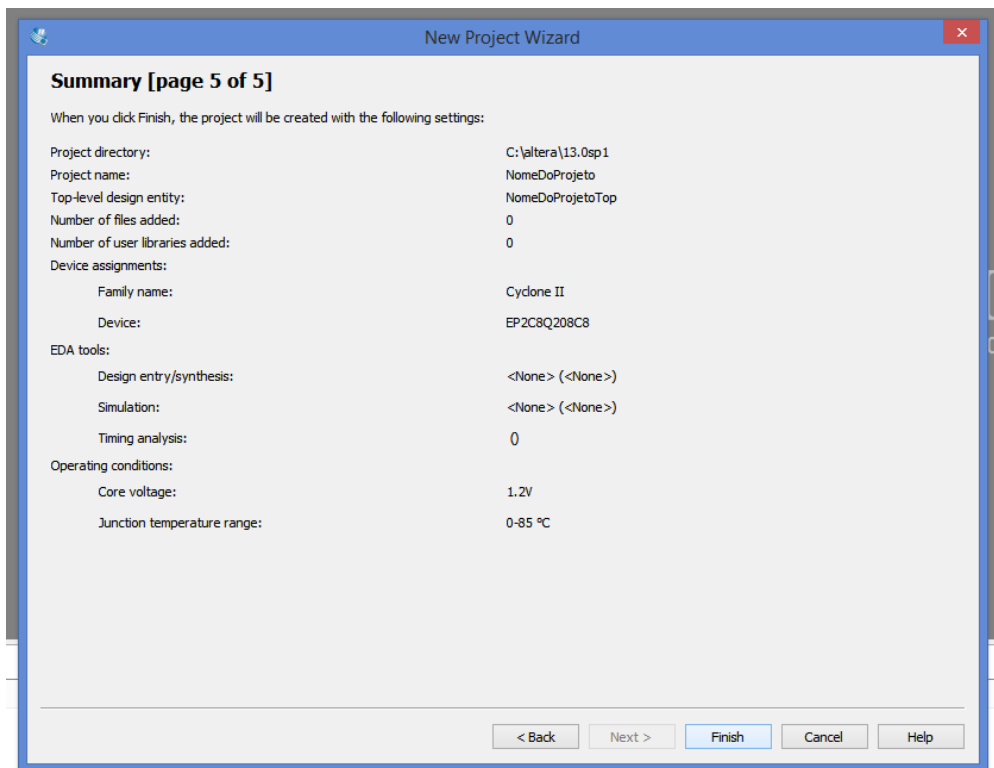 New Project Wizard
Summary [page 5 of 5]
When you click Finish, the project will be created with the following settings:
Project directory: C:\altera\13.0sp1
Project name: NomeDoProjeto
Top-level design entity: NomeDoProjetoTop
Number of files added: 0
Number of user libraries added: 0
Device assignments:
Family name: Cyclone II
Device: EP2C8Q208C8
EDA tools:
Design entry/synthesis: <None> (<None>)
Simulation: <None> (<None>)
Timing analysis: ()
Operating conditions:
Core voltage: 1.2V
Junction temperature range: 0-85 ºC
< Back Next > Finish Cancel Help